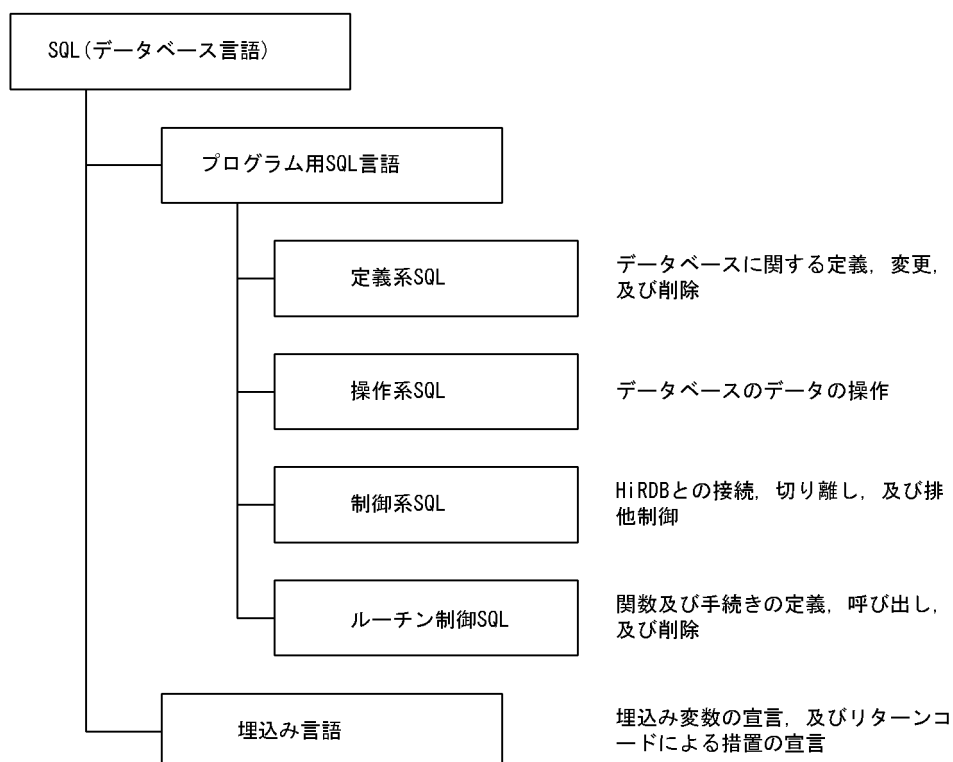 SQL(データベース言語)
プログラム用SQL言語
定義系SQL
データベースに関する定義，変更，
及び削除
操作系SQL
データベースのデータの操作
制御系SQL
HiRDBとの接続，切り離し，及び排
他制御
ルーチン制御SQL
関数及び手続きの定義，呼び出し，
及び削除
埋込み言語
埋込み変数の宣言，及びリターンコ
ードによる措置の宣言